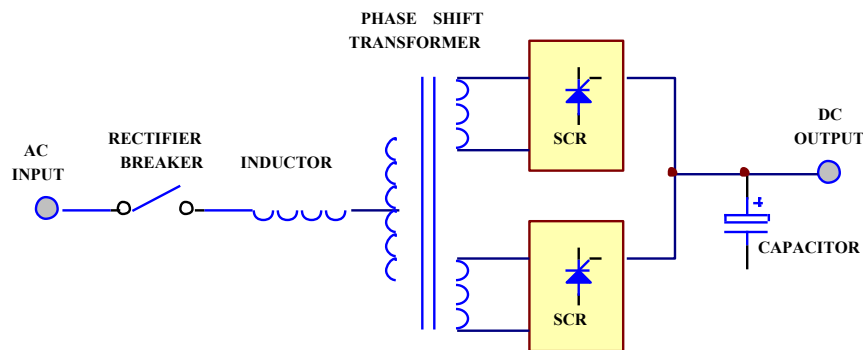 PHASE SHIFT
TRANSFORMER
AC
INPUT
RECTIFIER
BREAKER
INDUCTOR
SCR
DC
OUTPUT
+
CAPACITOR
SCR